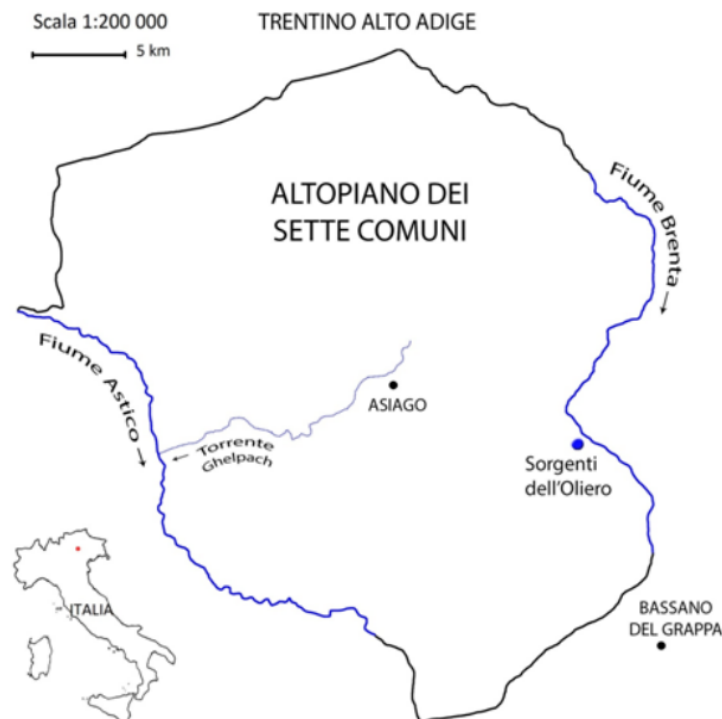 Scala 1:200 000
5 km
TRENTINO ALTO ADIGE
ALTOPIANO DEI
SETTE COMUNI
Fiume Brenta
Fiume Astico
ASIAGO
Torrente
Ghelpach
Sorgenti
dell'Oliero
ITALIA
BASSANO
DEL GRAPPA